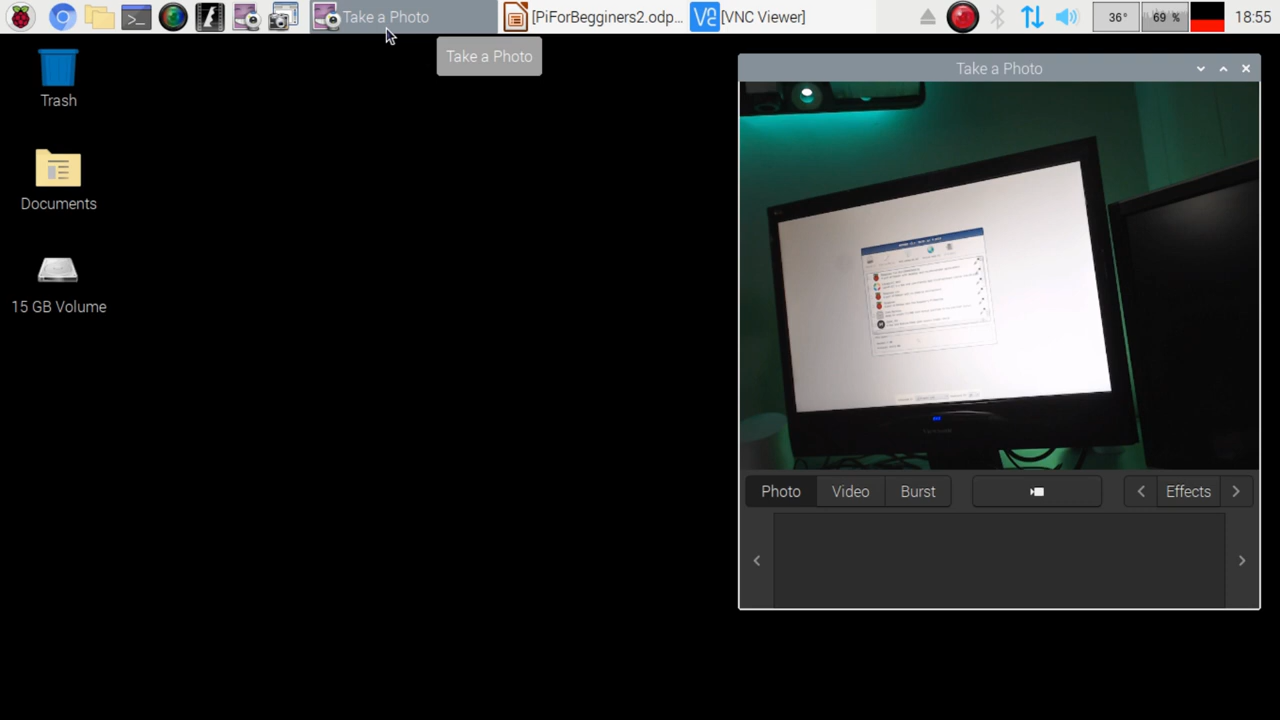 Take a Photo
[PiForBegginers2.odp...
[VNC Viewer]
36°
69 %
18:55
Take a Photo
Trash
Documents
15 GB Volume
Take a Photo
Photo
Video
Burst
Effects